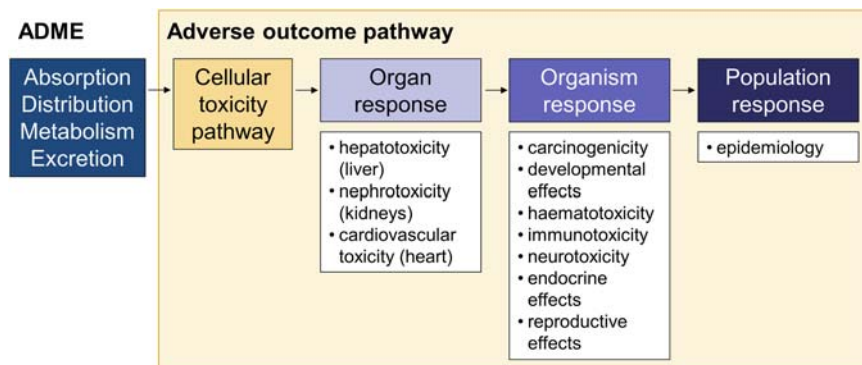 ADME
Absorption
Distribution
Metabolism
Excretion
Adverse outcome pathway
Cellular
toxicity
pathway
Organ
response
• hepatotoxicity
(liver)
• nephrotoxicity
(kidneys)
• cardiovascular
toxicity (heart)
Organism
response
• carcinogenicity
• developmental
effects
• haematotoxicity
• immunotoxicity
• neurotoxicity
• endocrine
effects
• reproductive
effects
Population
response
• epidemiology